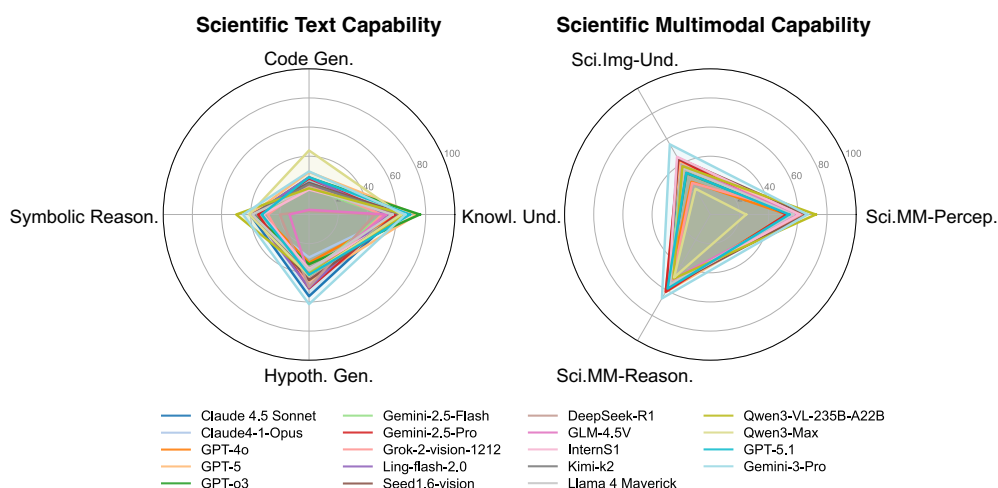 Scientific Text Capability
Scientific Multimodal Capability
Code Gen.
Sci.Img-Und.
100
80
60
40
100
80
60
40
Symbolic Reason.
Knowl. Und.
Sci.MM-Percep.
Hypoth. Gen.
Sci.MM-Reason.
Claude 4.5 Sonnet
Claude4-1-Opus
GPT-4o
GPT-5
GPT-o3
Gemini-2.5-Flash
Gemini-2.5-Pro
Grok-2-vision-1212
Ling-flash-2.0
Seed1.6-vision
DeepSeek-R1
GLM-4.5V
InternS1
Kimi-k2
Llama 4 Maverick
Qwen3-VL-235B-A22B
Qwen3-Max
GPT-5.1
Gemini-3-Pro